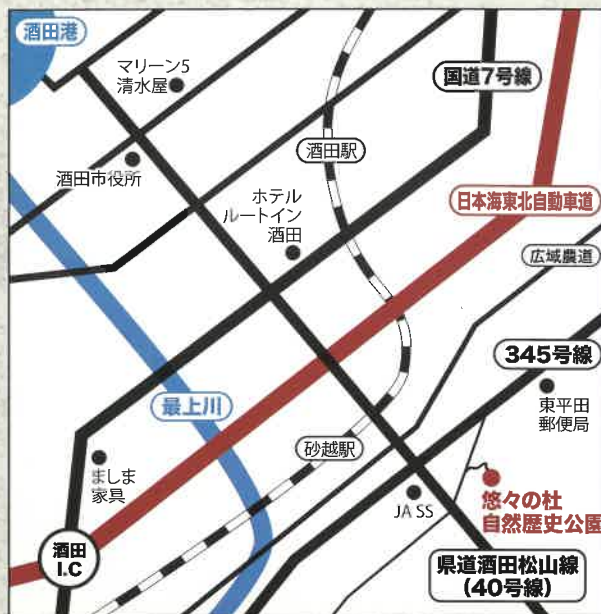 酒田港
マリーン5
清水屋
国道7号線
酒田駅
酒田市役所
ホテル
ルートイン
酒田
日本海東北自動車道
広域農道
345号線
東平田
郵便局
最上川
砂越駅
ましま
家具
JA SS
悠々の杜
自然歴史公園
酒田
I.C
県道酒田松山線
(40号線)